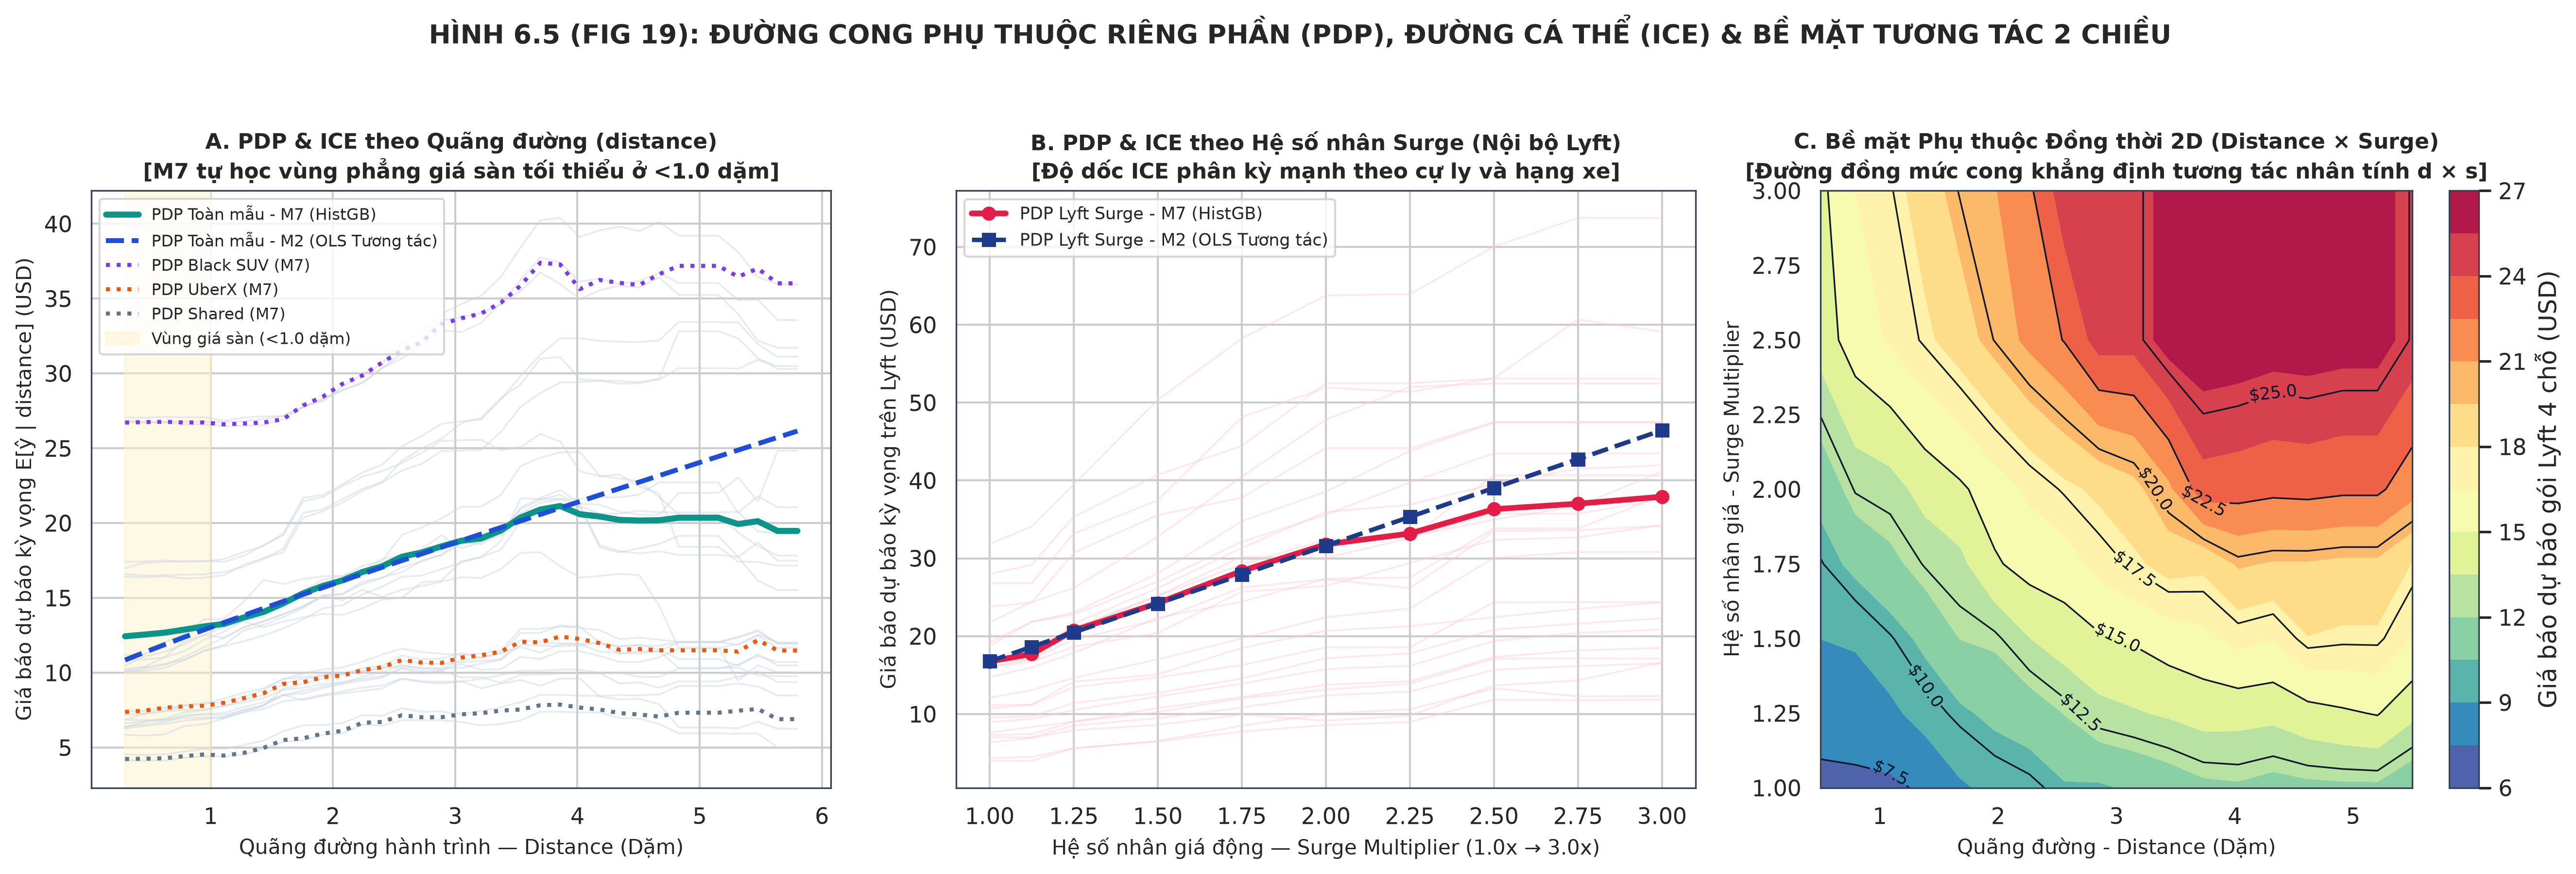 HÌNH 6.5 (FIG 19): ĐƯỜNG CONG PHỤ THUỘC RIÊNG PHẦN (PDP), ĐƯỜNG CÁ THỂ (ICE) & BỀ MẶT TƯƠNG TÁC 2 CHIỀU
A. PDP & ICE theo Quãng đường (distance)
[M7 tự học vùng phẳng giá sàn tối thiểu ở <1.0 dặm]
Giá báo dự báo kỳ vọng E[ŷ | distance] (USD)
40
35
30
25
20
15
10
5
PDP Toàn mẫu - M7 (HistGB)
PDP Toàn mẫu - M2 (OLS Tương tác)
PDP Black SUV (M7)
PDP UberX (M7)
PDP Shared (M7)
Vùng giá sàn (<1.0 dặm)
1 2 3 4 5 6
Quãng đường hành trình — Distance (Dặm)
B. PDP & ICE theo Hệ số nhân Surge (Nội bộ Lyft)
[Độ dốc ICE phân kỳ mạnh theo cự ly và hạng xe]
Giá báo dự báo kỳ vọng trên Lyft (USD)
70
60
50
40
30
20
10
PDP Lyft Surge - M7 (HistGB)
PDP Lyft Surge - M2 (OLS Tương tác)
1.00 1.25 1.50 1.75 2.00 2.25 2.50 2.75 3.00
Hệ số nhân giá động — Surge Multiplier (1.0x → 3.0x)
C. Bề mặt Phụ thuộc Đồng thời 2D (Distance × Surge)
[Đường đồng mức cong khẳng định tương tác nhân tính d × s]
Hệ số nhân giá - Surge Multiplier
3.00
2.75
2.50
2.25
2.00
1.75
1.50
1.25
1.00
$25.0
$20.0
$22.5
$17.5
$15.0
$10.0
$12.5
$7.5
1 2 3 4 5
Quãng đường - Distance (Dặm)
27
24
21
18
15
12
9
6
Giá báo dự báo gói Lyft 4 chỗ (USD)